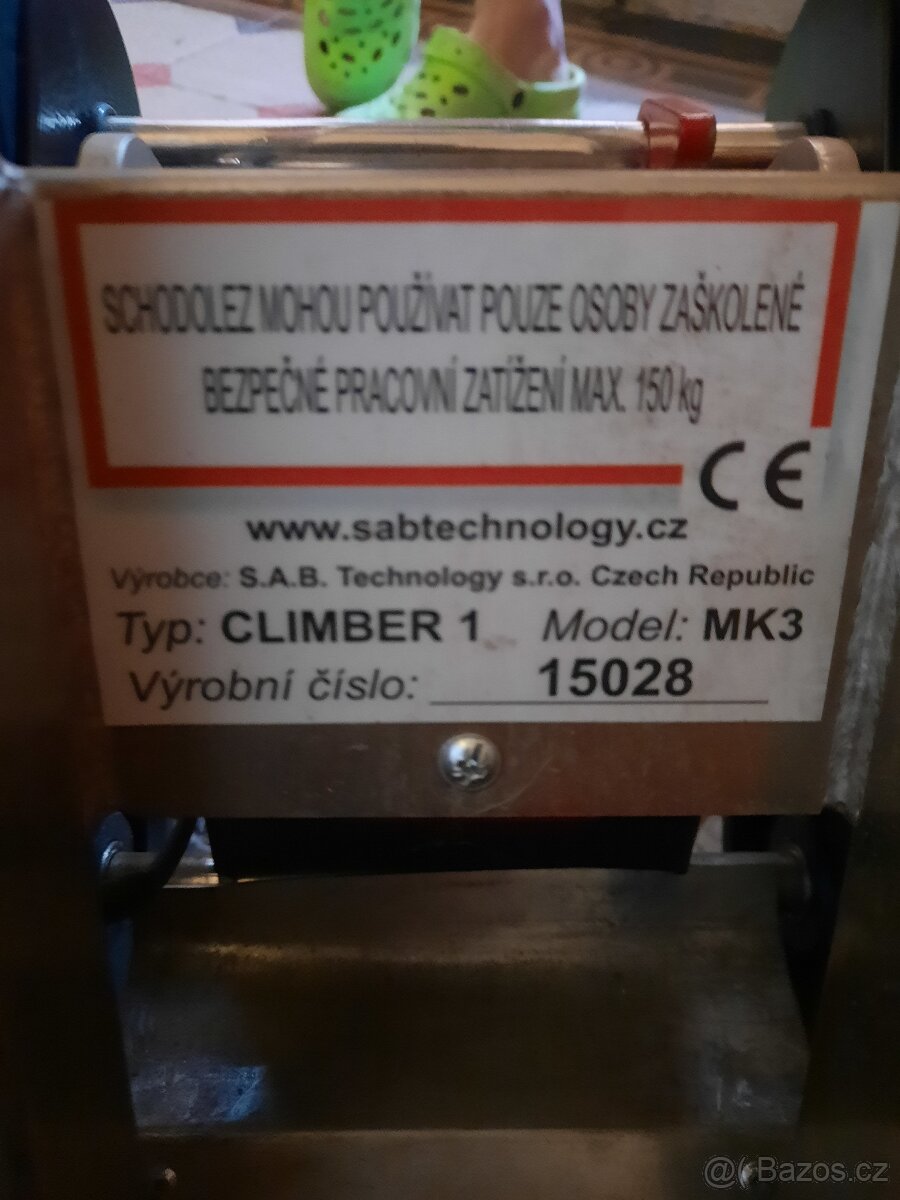 SCHODOLEZ MOHOU POUŽÍVAT POUZE OSOBY ZAŠKOLENÉ
BEZPEČNÉ PRACOVNÍ ZATÍŽENÍ MAX. 150 kg
CE
www.sabtechnology.cz
Výrobce: S.A.B. Technology s.r.o. Czech Republic
Typ: CLIMBER 1 Model: MK3
Výrobní číslo: 15028
@(Bazos.cz